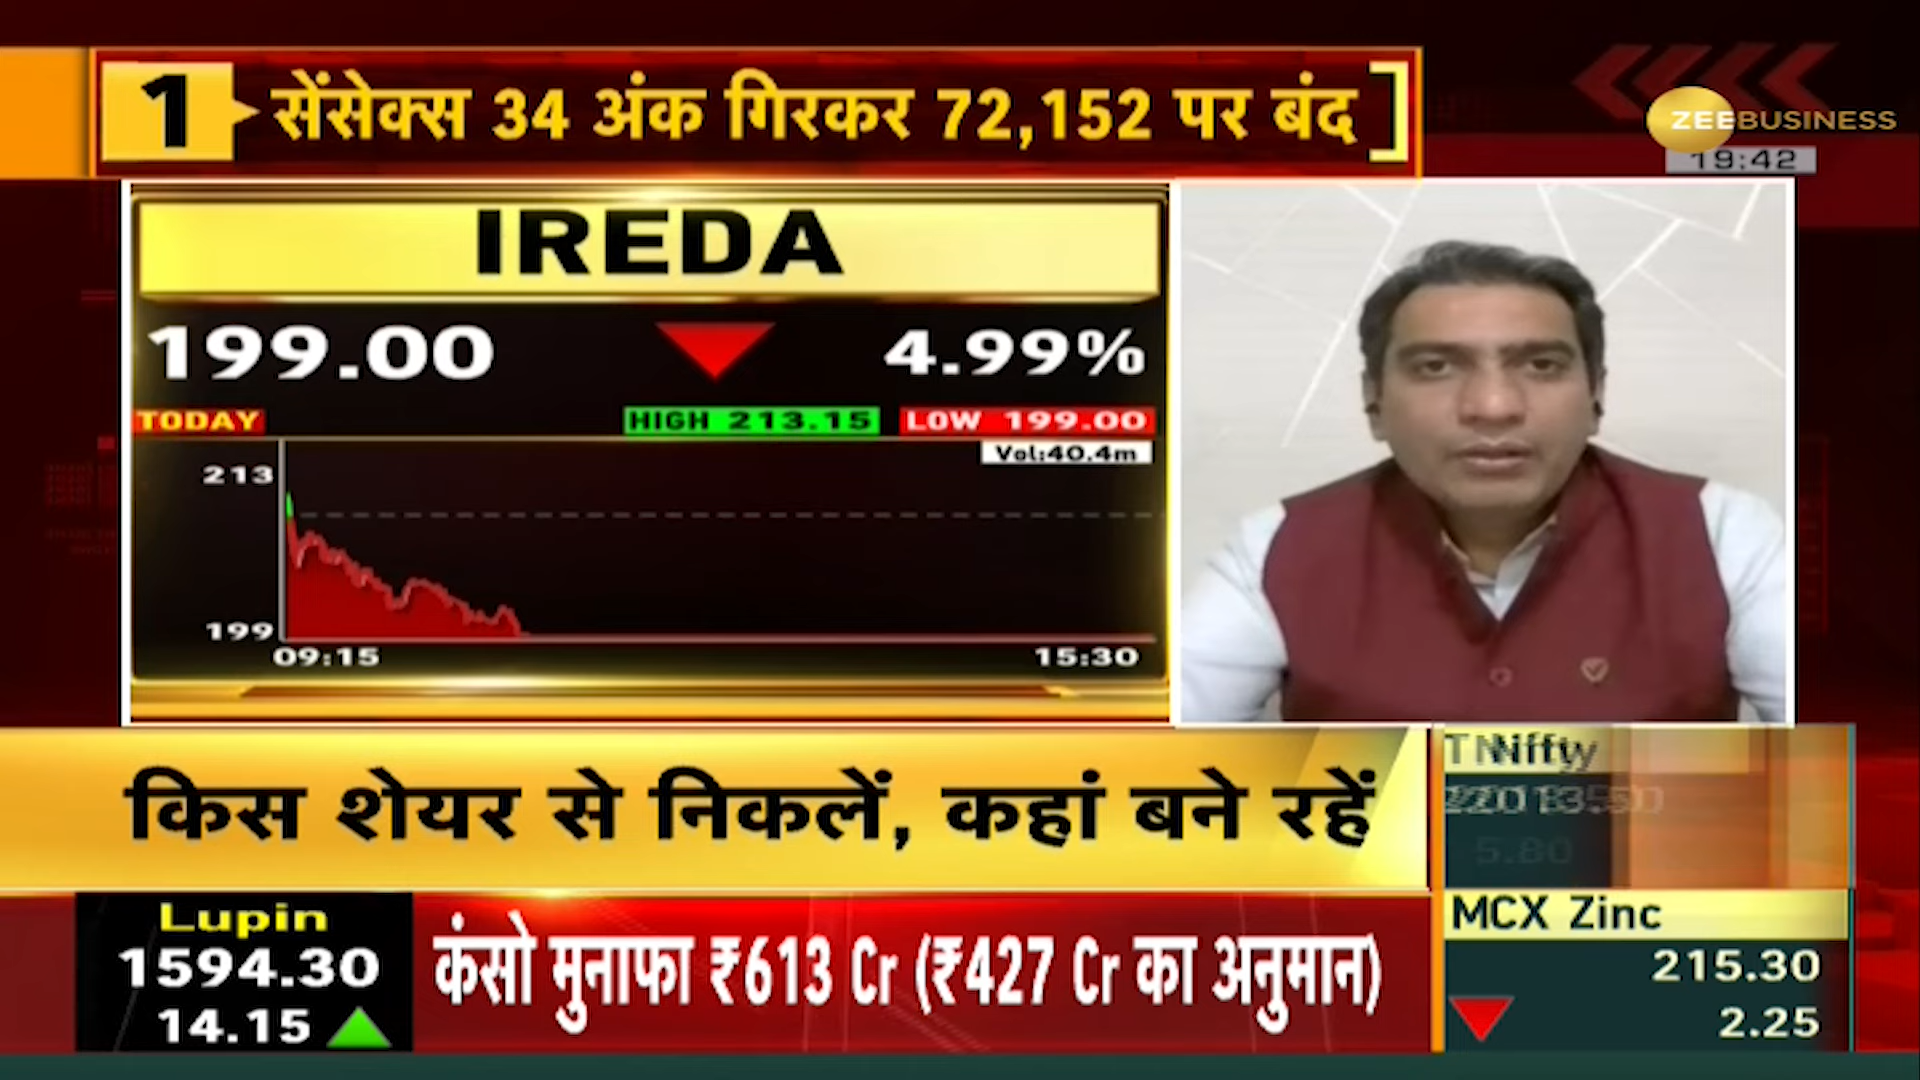 1 सेंसेक्स 34 अंक गिरकर 72,152 पर बंद
ZEEBUSINESS
19:42
IREDA
199.00 4.99%
TODAY HIGH 213.15 LOW 199.00
Vol:40.4m
213
199
09:15 15:30
किस शेयर से निकलें, कहां बने रहें
Nifty
5.80
Lupin
1594.30
14.15
कंसो मुनाफा ₹613 Cr (₹427 Cr का अनुमान)
MCX Zinc
215.30
2.25